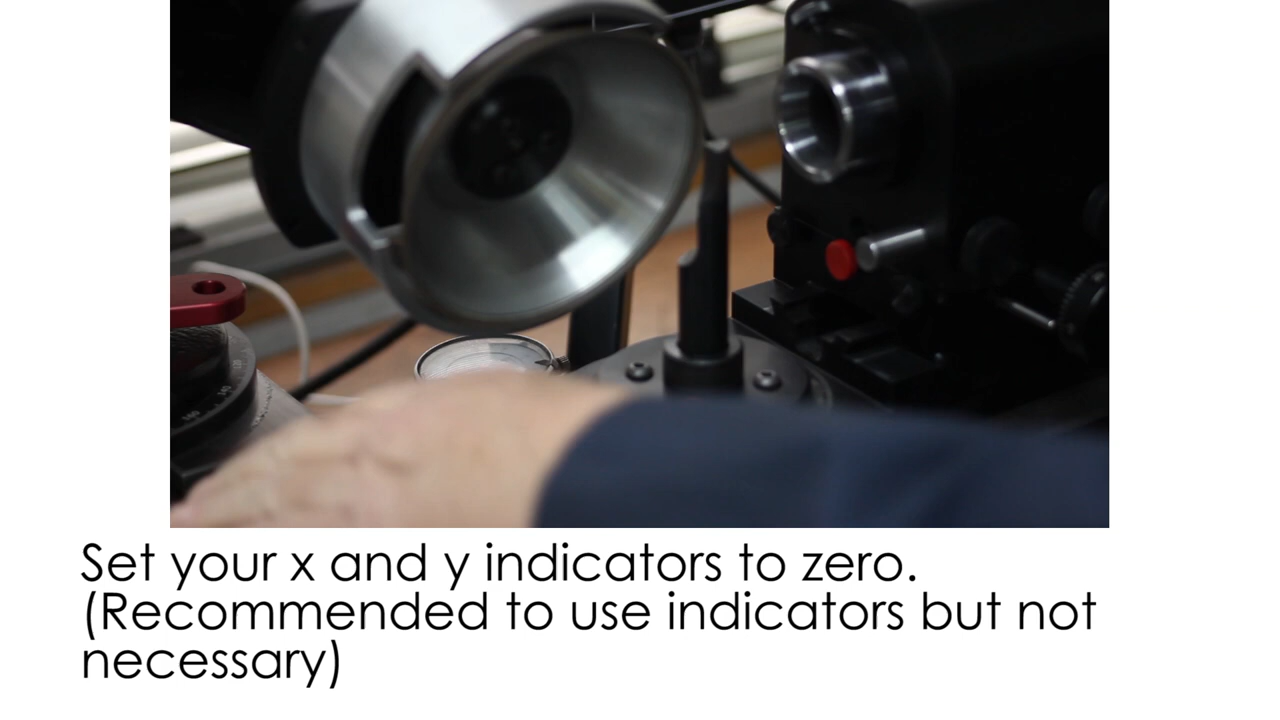 Set your x and y indicators to zero.
(Recommended to use indicators but not
necessary)